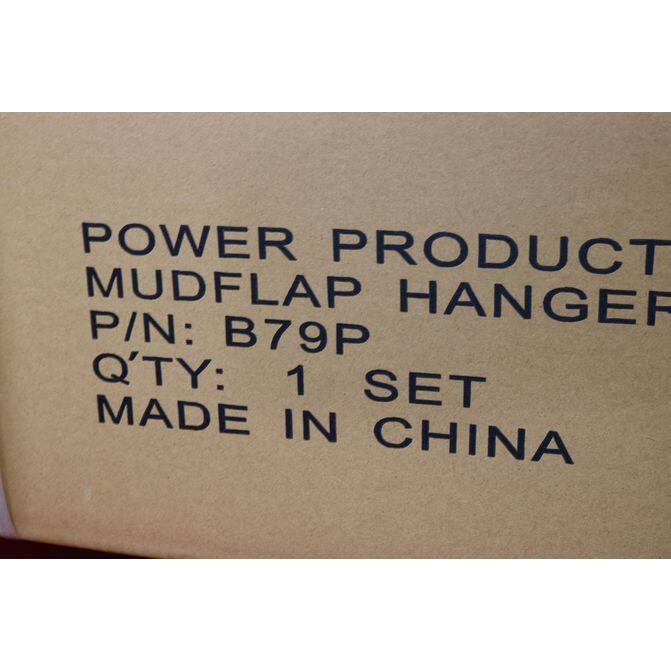 POWER PRODUCT
MUDFLAP HANGER
P/N: B79P
Q'TY: 1 SET
MADE IN CHINA